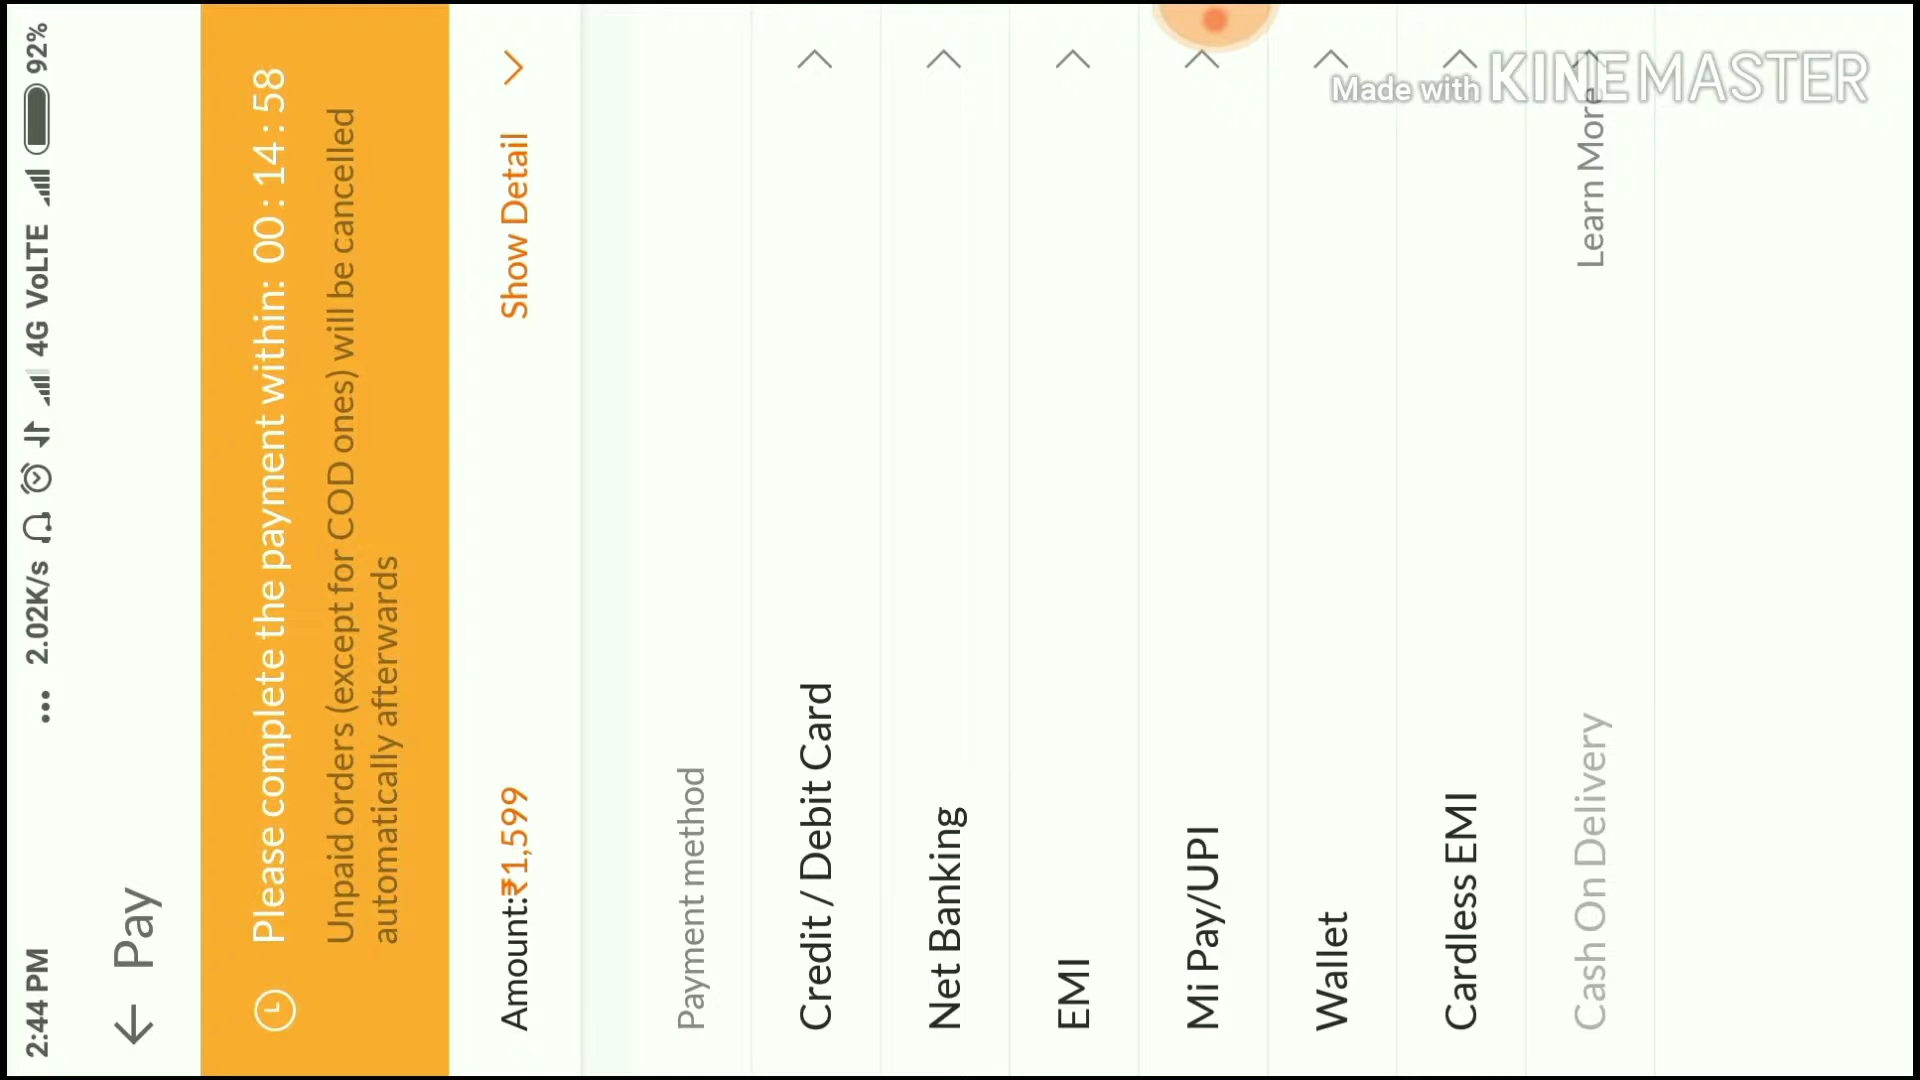 2:44 PM ... 2.02K/s 4G VoLTE 92%
Pay
Please complete the payment within: 00 : 14 : 58
Unpaid orders (except for COD ones) will be cancelled
automatically afterwards
Amount:₹1,599 Show Detail
Payment method
Credit / Debit Card
Net Banking
EMI
Mi Pay/UPI
Wallet
Cardless EMI
Cash On Delivery Learn More
Made with KINEMASTER